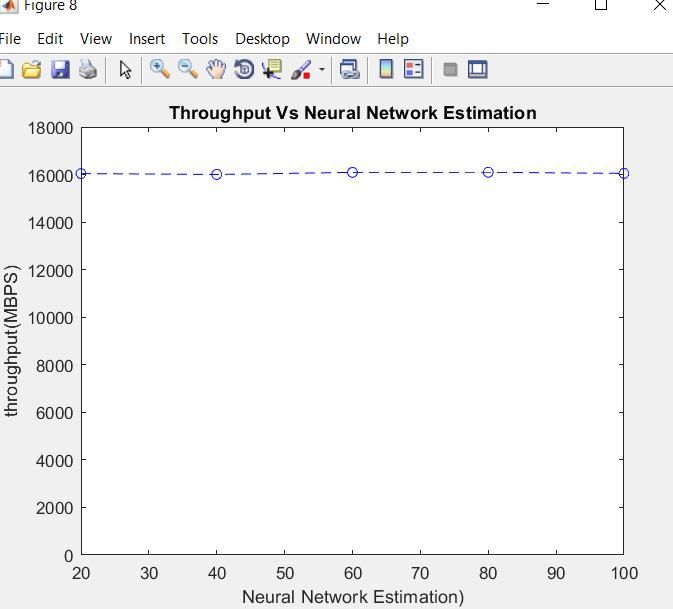 Figure 8
File Edit View Insert Tools Desktop Window Help
Throughput Vs Neural Network Estimation
18000
16000
14000
12000
10000
8000
6000
4000
2000
0
throughput(MBPS)
20 30 40 50 60 70 80 90 100
Neural Network Estimation)